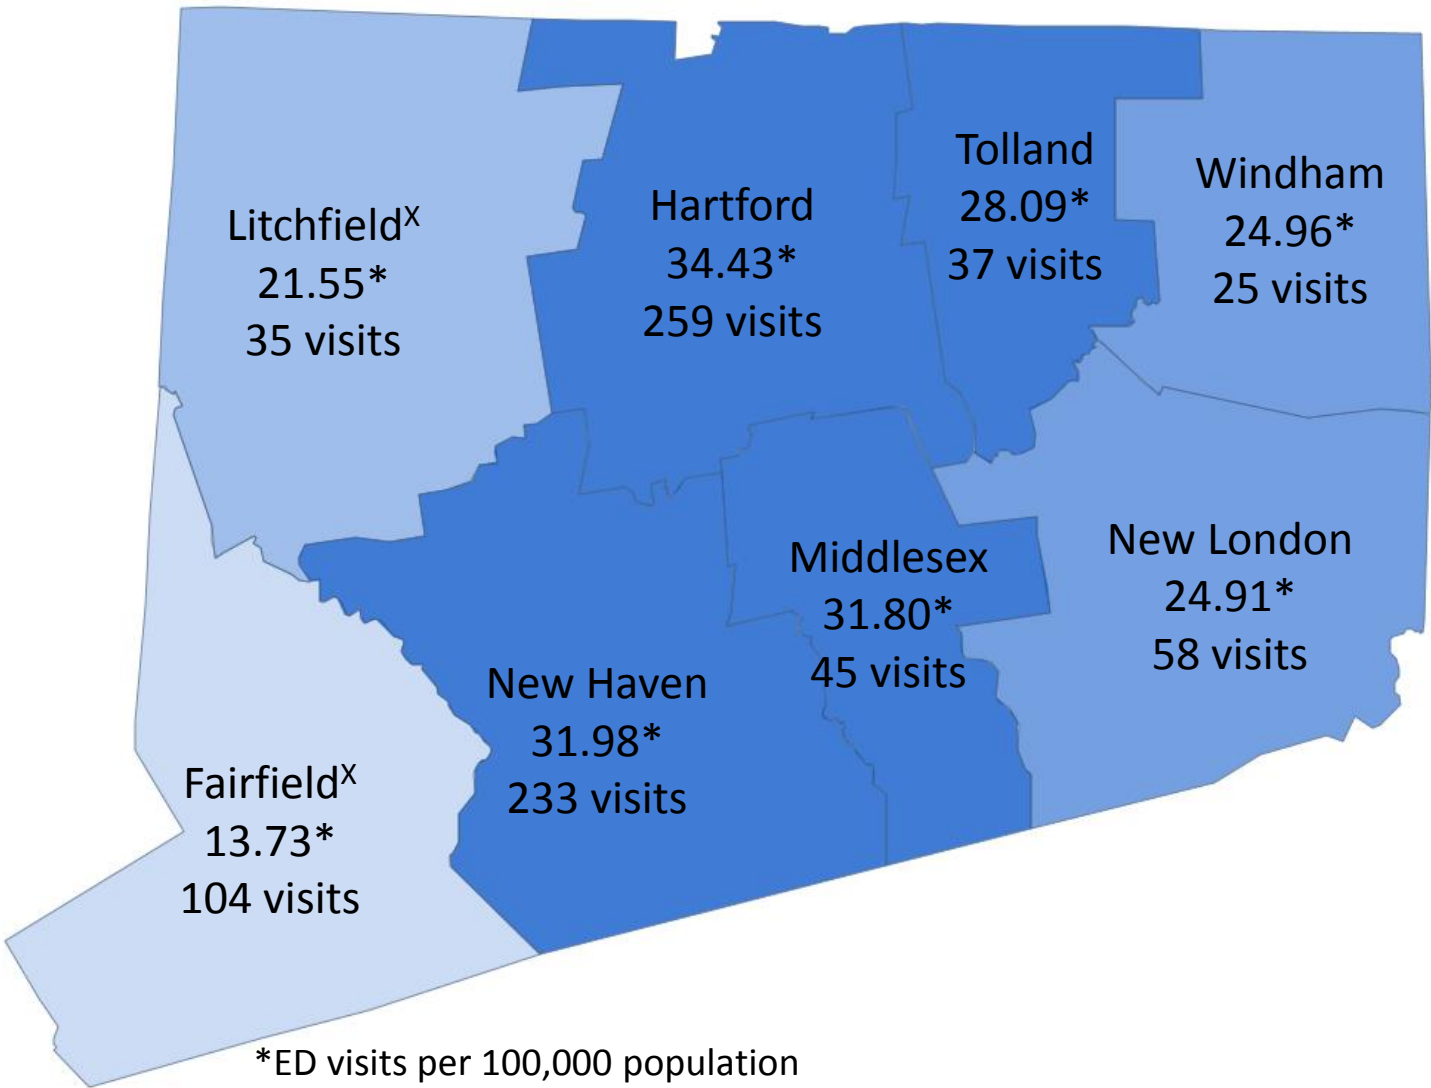 Litchfieldˣ
21.55*
35 visits
Hartford
34.43*
259 visits
Tolland
28.09*
37 visits
Windham
24.96*
25 visits
Fairfieldˣ
13.73*
104 visits
New Haven
31.98*
233 visits
Middlesex
31.80*
45 visits
New London
24.91*
58 visits
*ED visits per 100,000 population